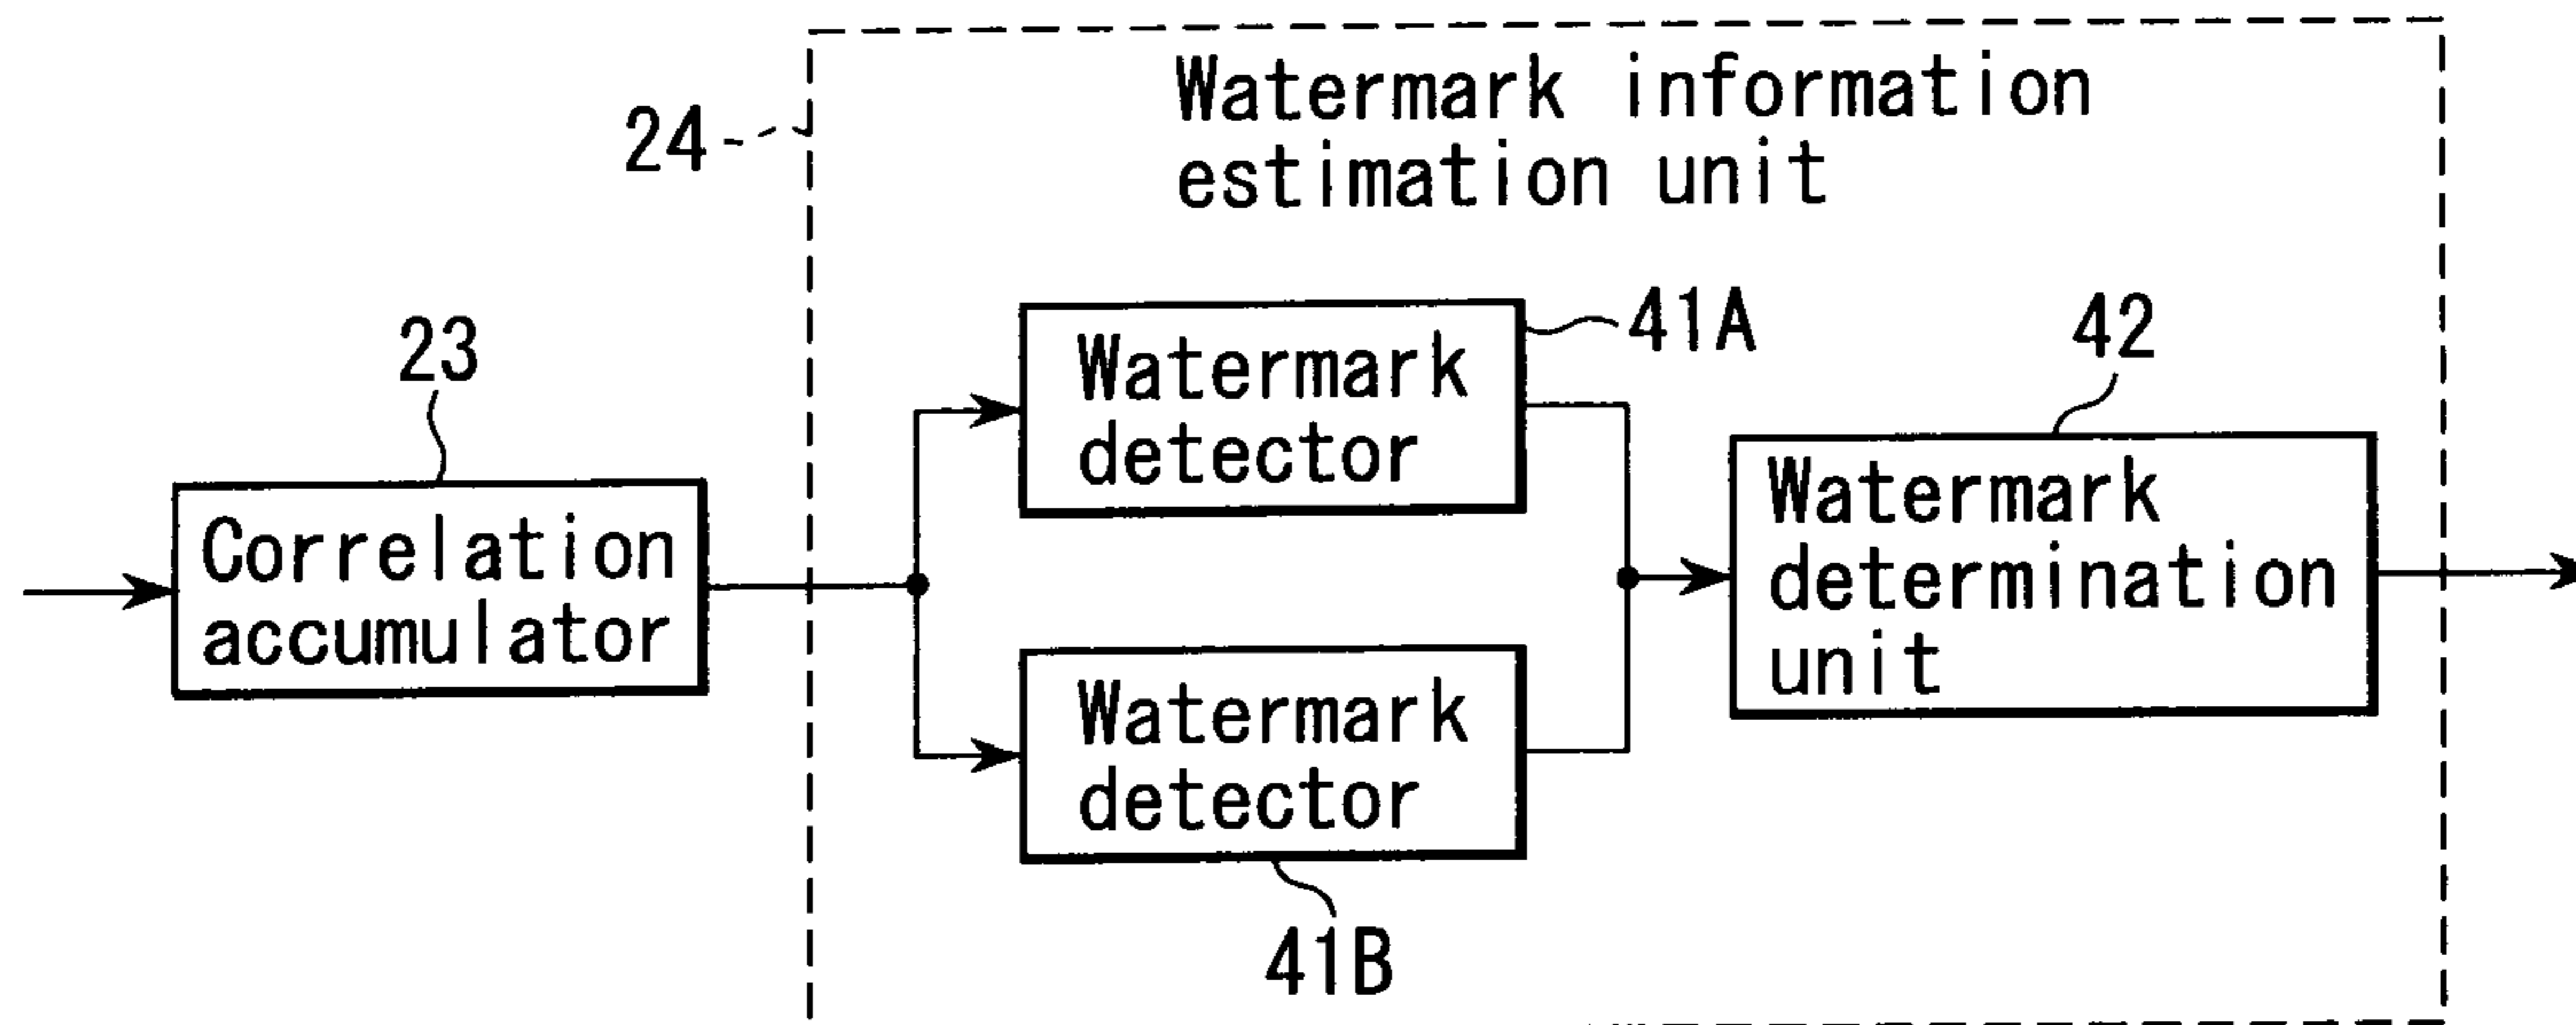 Watermark information
estimation unit
24
23
Correlation
accumulator
41A
Watermark
detector
Watermark
detector
41B
42
Watermark
determination
unit